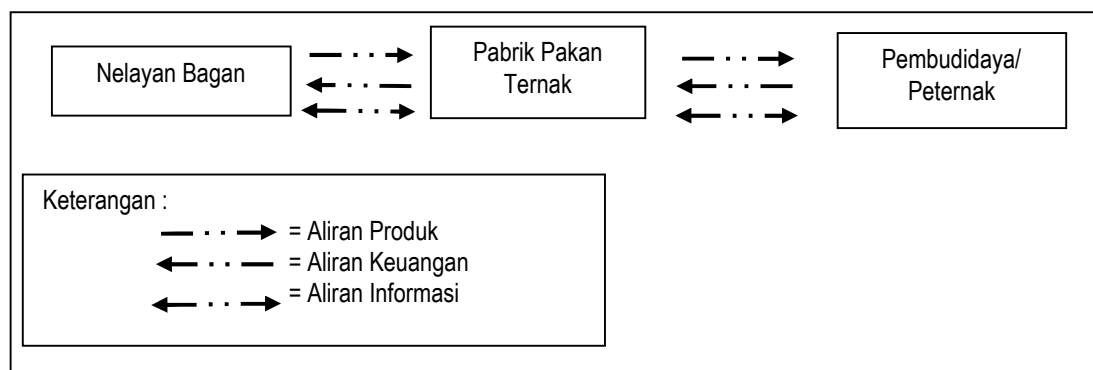 Nelayan Bagan
Pabrik Pakan
Ternak
Pembudidaya/
Peternak
Keterangan :
= Aliran Produk
= Aliran Keuangan
= Aliran Informasi